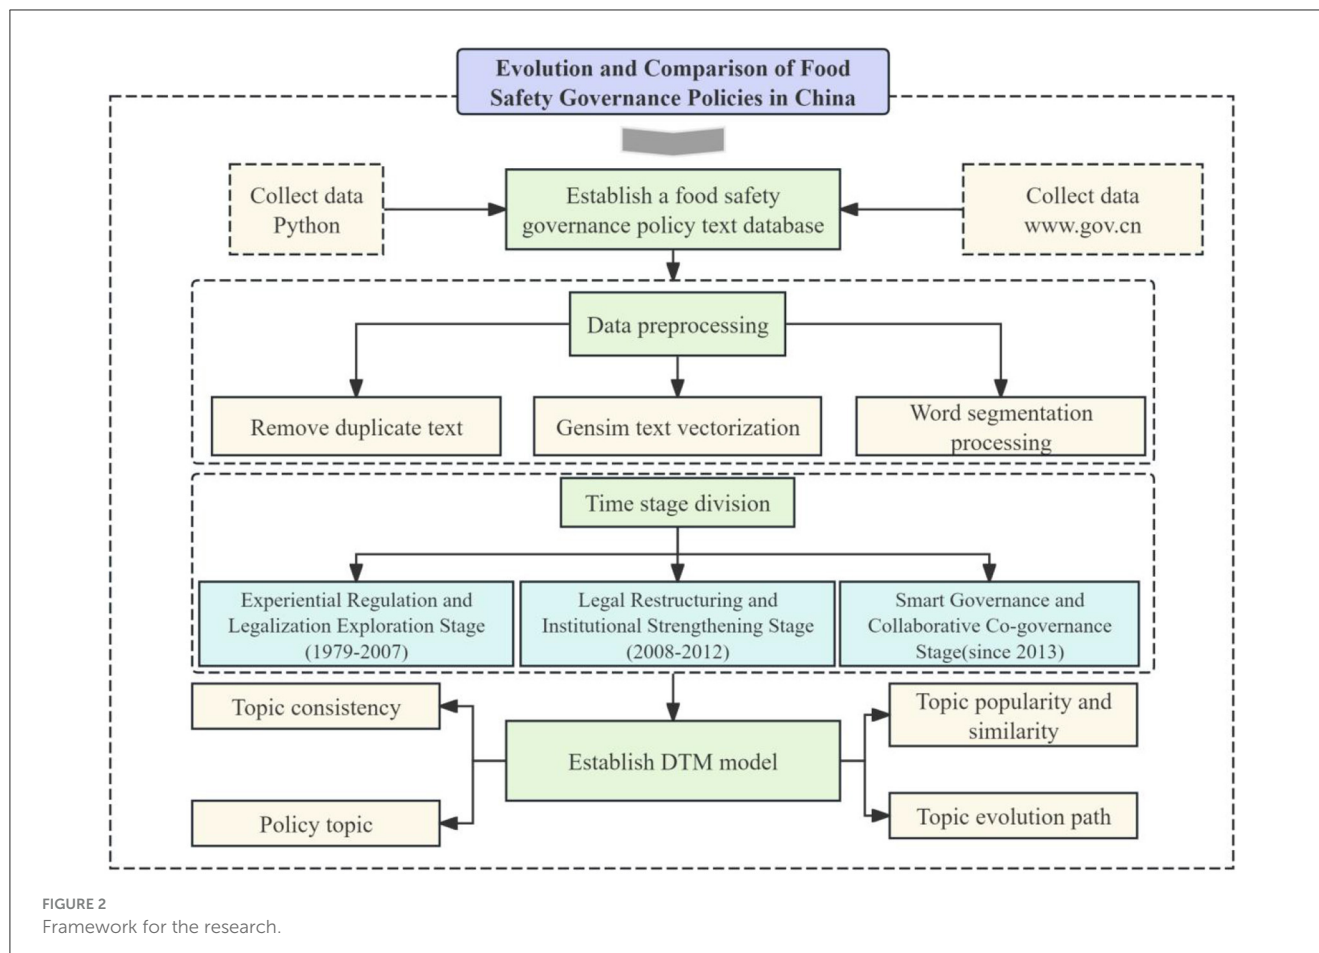 Evolution and Comparison of Food
Safety Governance Policies in China
Collect data
Python
Establish a food safety
governance policy text database
Collect data
www.gov.cn
Data preprocessing
Remove duplicate text
Gensim text vectorization
Word segmentation
processing
Time stage division
Experiential Regulation and
Legalization Exploration Stage
(1979-2007)
Legal Restructuring and
Institutional Strengthening Stage
(2008-2012)
Smart Governance and
Collaborative Co-governance
Stage(since 2013)
Topic consistency
Policy topic
Establish DTM model
Topic popularity and
similarity
Topic evolution path
FIGURE 2
Framework for the research.